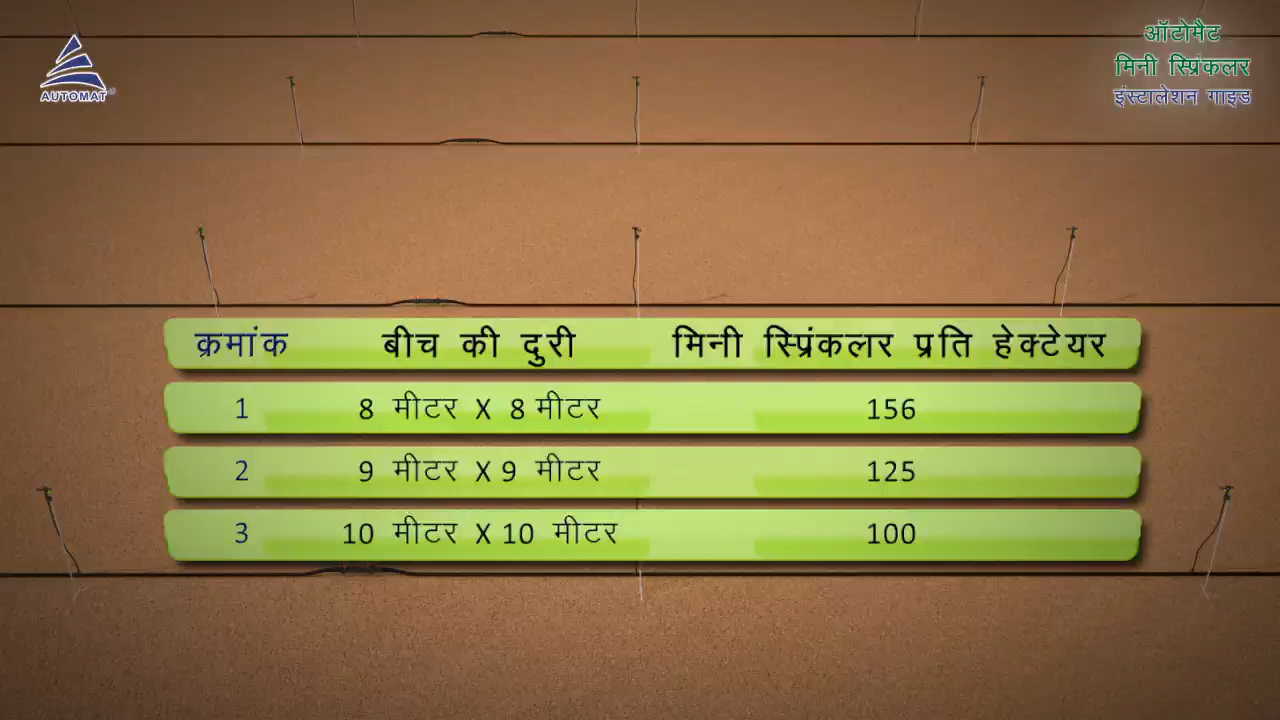 AUTOMAT
ऑटोमैट
मिनी स्प्रिंकलर
इंस्टालेशन गाइड
क्रमांक बीच की दुरी मिनी स्प्रिंकलर प्रति हेक्टेयर
1 8 मीटर X 8 मीटर 156
2 9 मीटर X 9 मीटर 125
3 10 मीटर X 10 मीटर 100